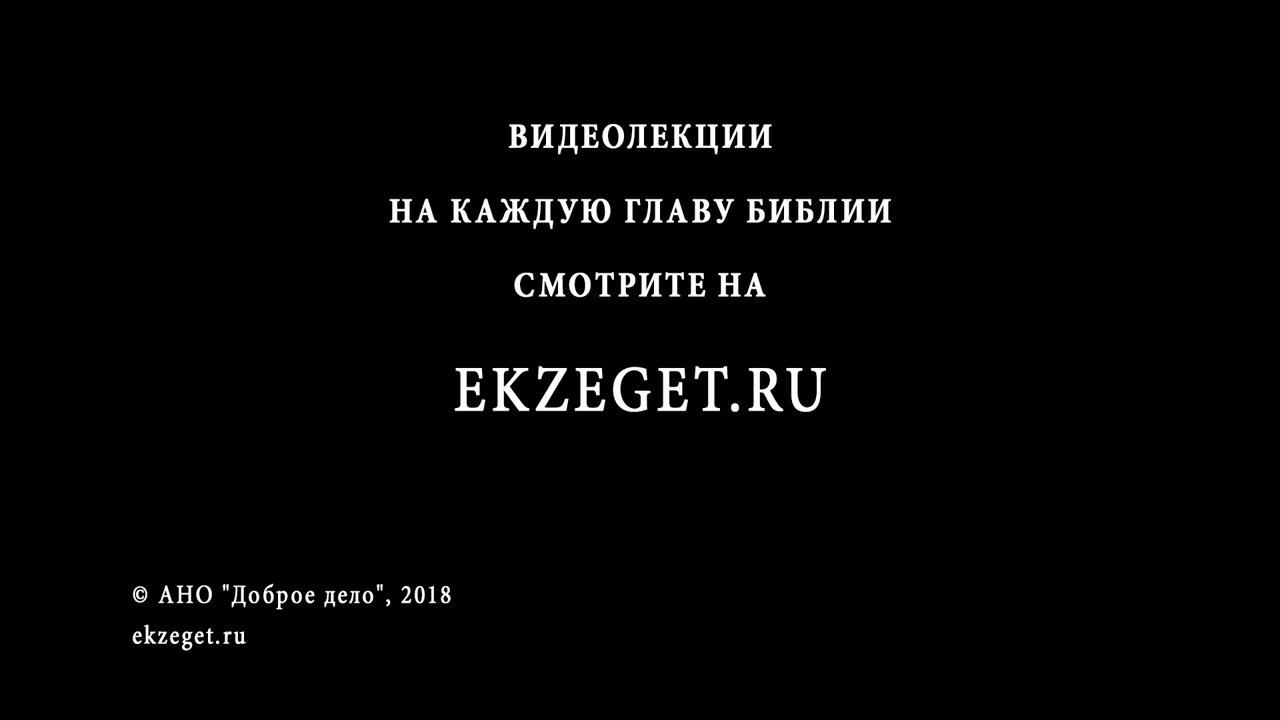 ВИДЕОЛЕКЦИИ
НА КАЖДУЮ ГЛАВУ БИБЛИИ
СМОТРИТЕ НА
EKZEGET.RU
© АНО "Доброе дело", 2018
ekzeget.ru